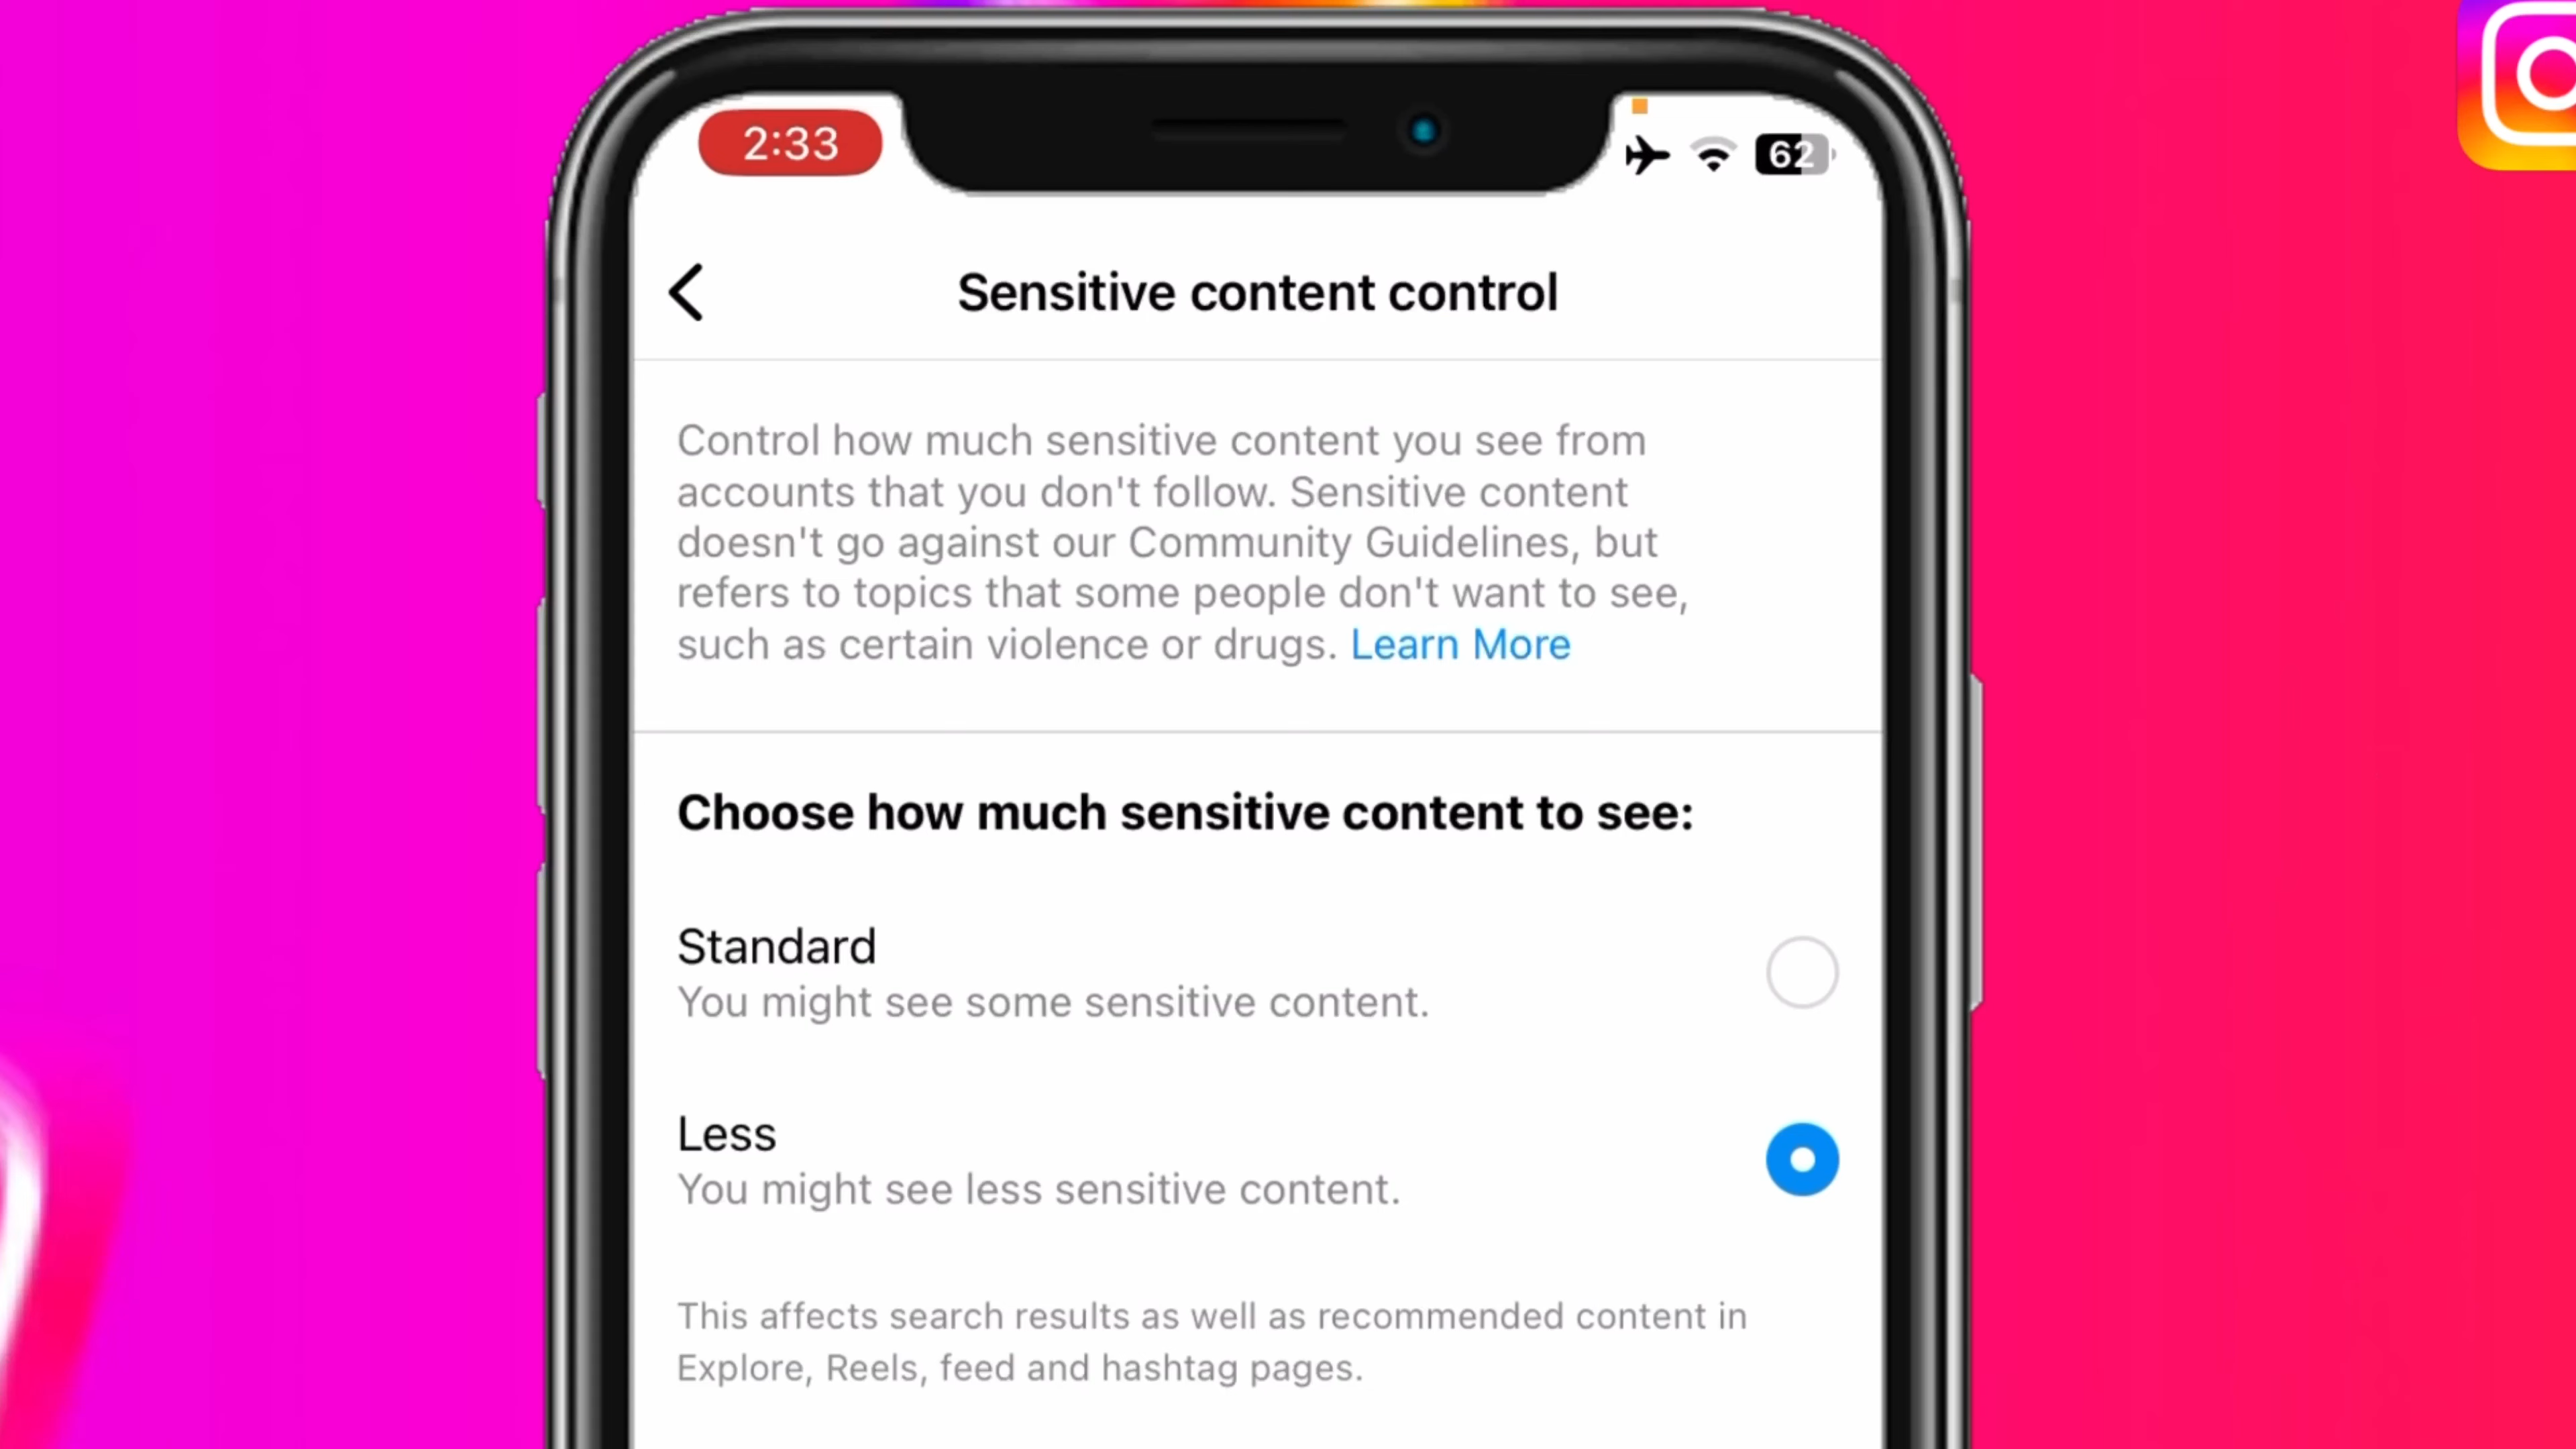 2:33
62
Sensitive content control
Control how much sensitive content you see from
accounts that you don't follow. Sensitive content
doesn't go against our Community Guidelines, but
refers to topics that some people don't want to see,
such as certain violence or drugs. Learn More
Choose how much sensitive content to see:
Standard
You might see some sensitive content.
Less
You might see less sensitive content.
This affects search results as well as recommended content in
Explore, Reels, feed and hashtag pages.